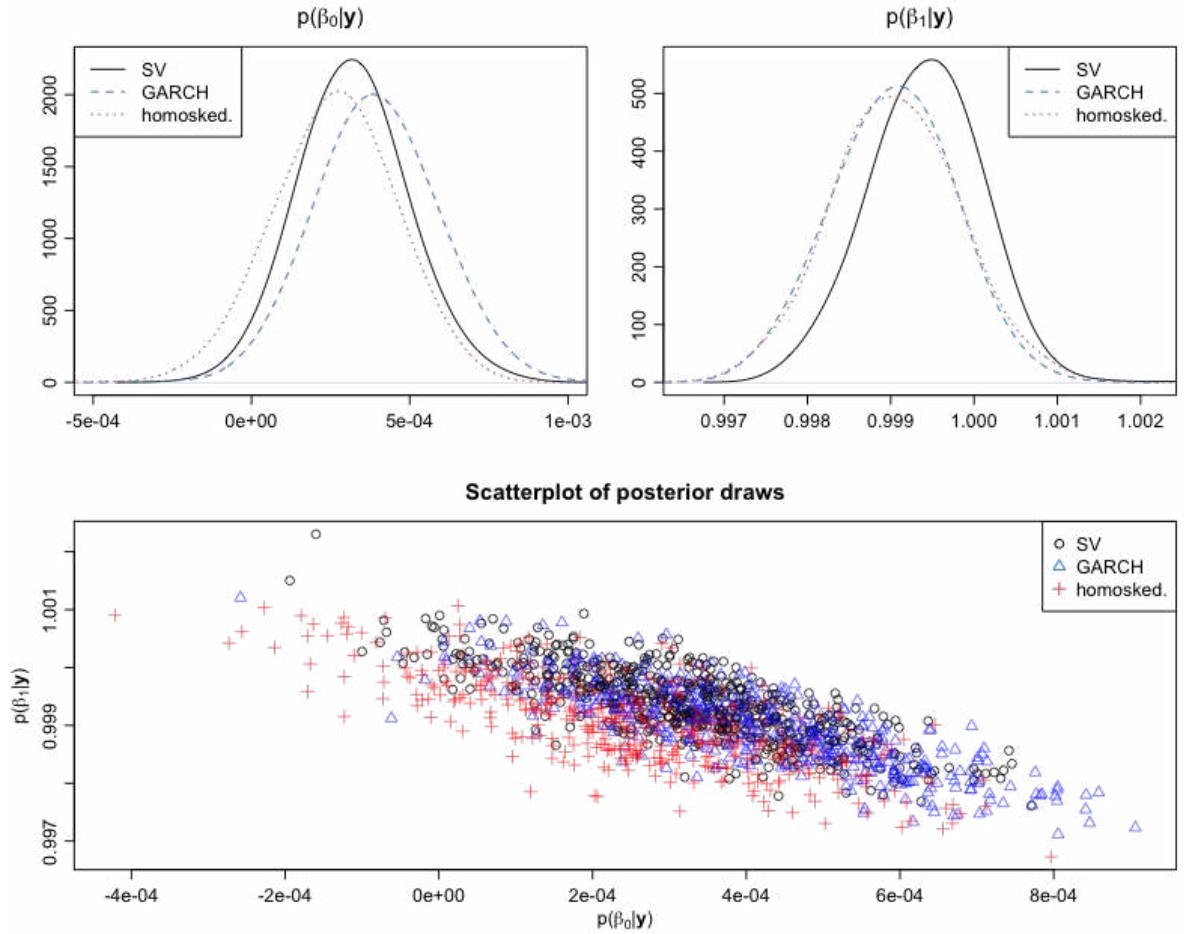 p(β₀|y)
SV
GARCH
homosked.
2000
1500
1000
500
0
-5e-04 0e+00 5e-04 1e-03
p(β₁|y)
SV
GARCH
homosked.
500
400
300
200
100
0
0.997 0.998 0.999 1.000 1.001 1.002
Scatterplot of posterior draws
SV
GARCH
homosked.
p(β₁|y)
1.001
0.999
0.997
-4e-04 -2e-04 0e+00 2e-04 4e-04 6e-04 8e-04
p(β₀|y)